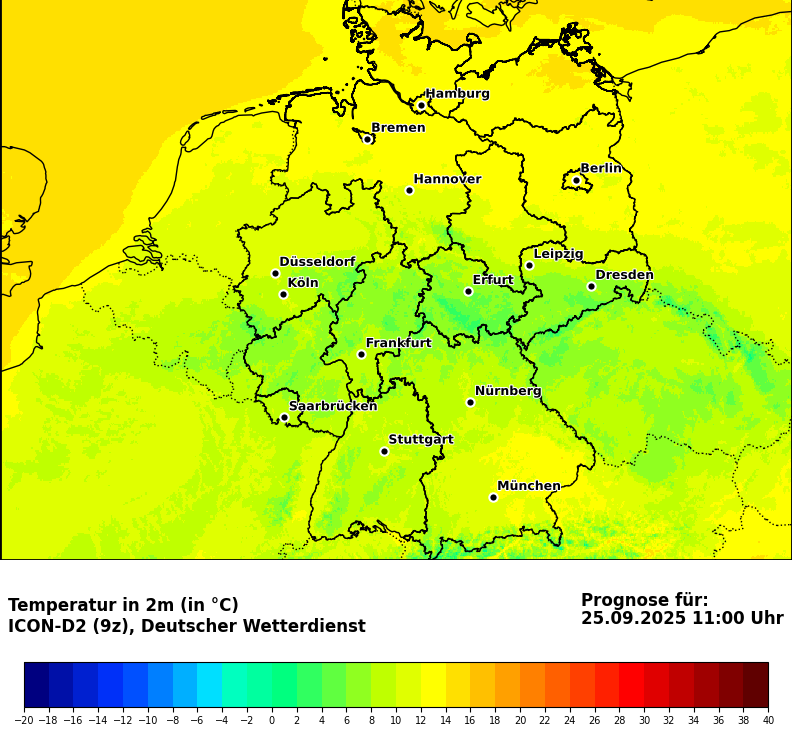 Hamburg
Bremen
Berlin
Hannover
Leipzig
Düsseldorf
Dresden
Erfurt
Köln
Frankfurt
Nürnberg
Saarbrücken
Stuttgart
München
Temperatur in 2m (in °C)
ICON-D2 (9z), Deutscher Wetterdienst
Prognose für:
25.09.2025 11:00 Uhr
−20 −18 −16 −14 −12 −10 −8 −6 −4 −2 0 2 4 6 8 10 12 14 16 18 20 22 24 26 28 30 32 34 36 38 40